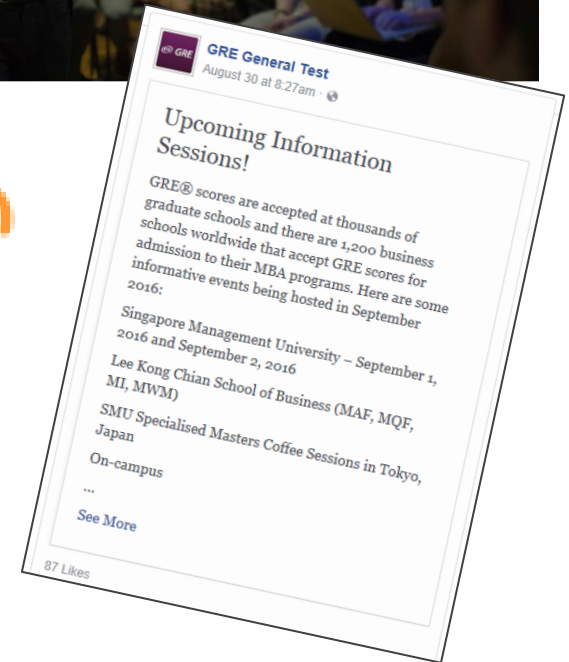 GRE
GRE General Test
August 30 at 8:27am ·
Upcoming Information
Sessions!
GRE® scores are accepted at thousands of
graduate schools and there are 1,200 business
schools worldwide that accept GRE scores for
admission to their MBA programs. Here are some
informative events being hosted in September
2016:
Singapore Management University – September 1,
2016 and September 2, 2016
Lee Kong Chian School of Business (MAF, MQF,
MI, MWM)
SMU Specialised Masters Coffee Sessions in Tokyo,
Japan
On-campus
...
See More
87 Likes